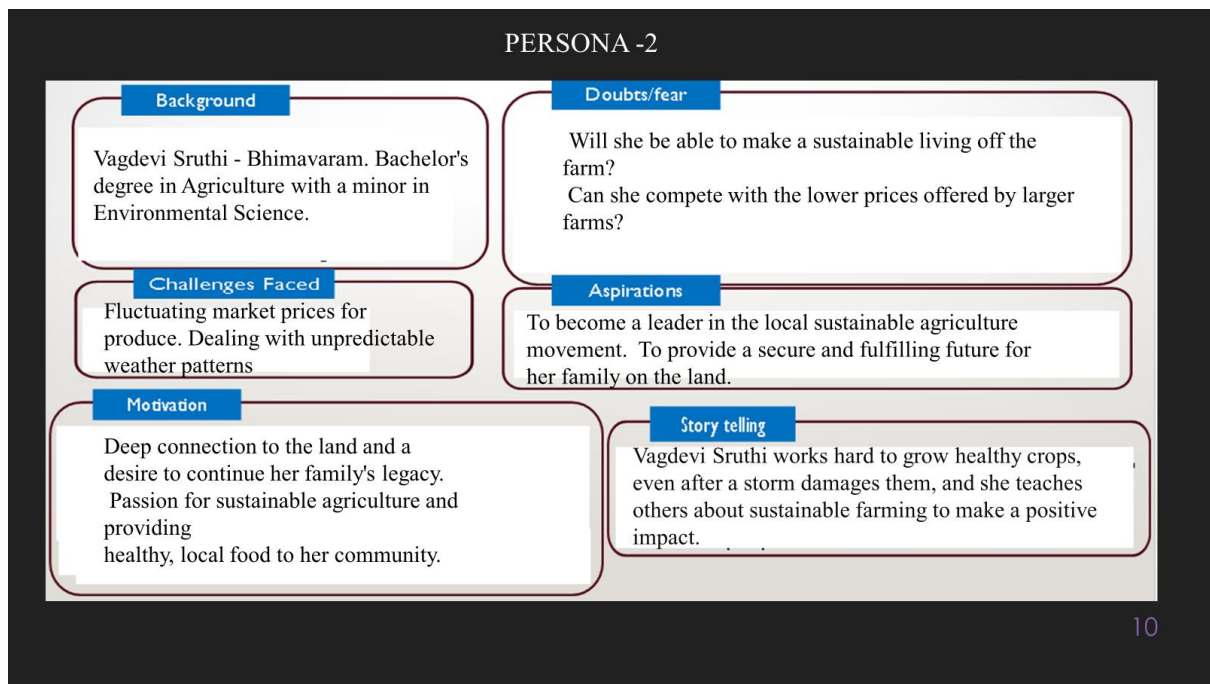 PERSONA -2
Background
Vagdevi Sruthi - Bhimavaram. Bachelor's
degree in Agriculture with a minor in
Environmental Science.
Doubts/fear
Will she be able to make a sustainable living off the
farm?
Can she compete with the lower prices offered by larger
farms?
Challenges Faced
Fluctuating market prices for
produce. Dealing with unpredictable
weather patterns
Aspirations
To become a leader in the local sustainable agriculture
movement. To provide a secure and fulfilling future for
her family on the land.
Motivation
Deep connection to the land and a
desire to continue her family's legacy.
Passion for sustainable agriculture and
providing
healthy, local food to her community.
Story telling
Vagdevi Sruthi works hard to grow healthy crops,
even after a storm damages them, and she teaches
others about sustainable farming to make a positive
impact.
10